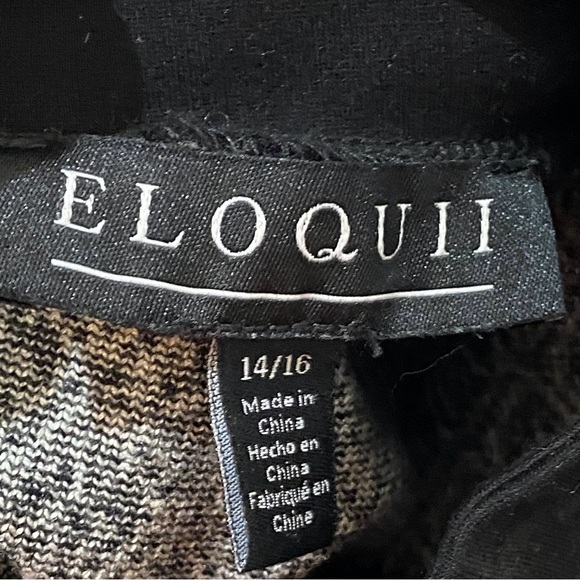 ELOQUII
14/16
Made in
China
Hecho en
China
Fabriqué en
Chine